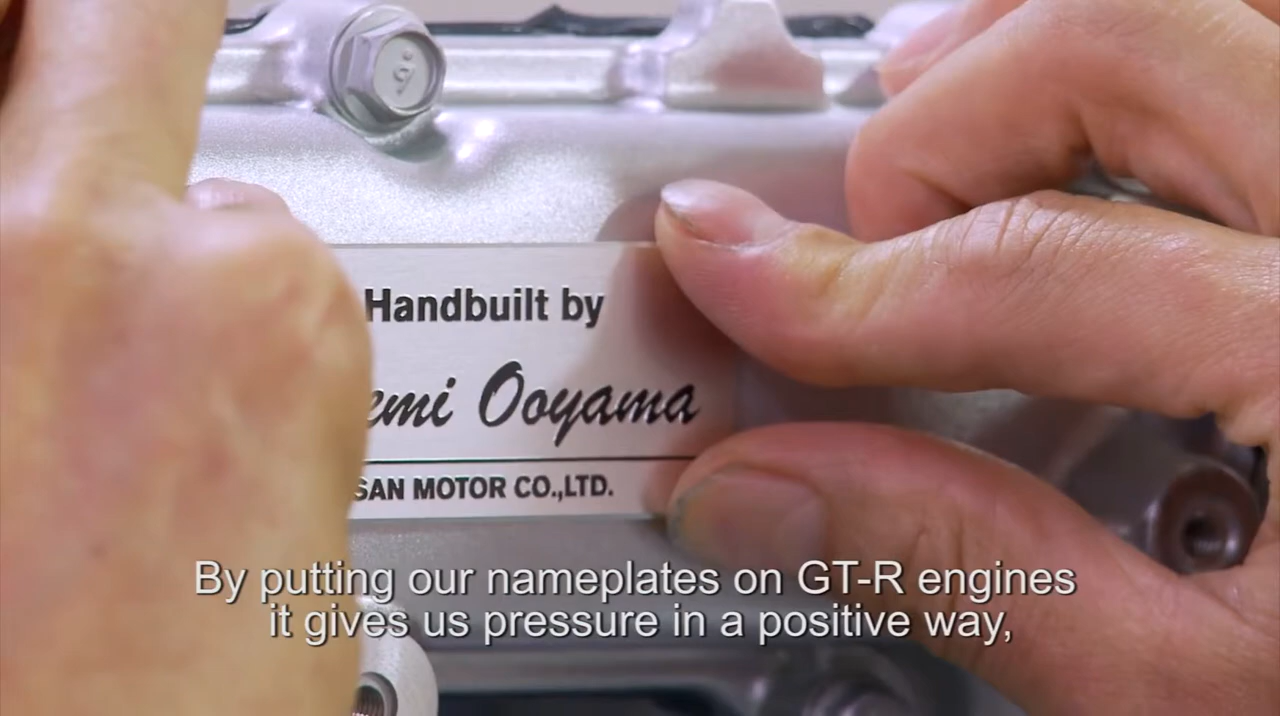 Handbuilt by
emi Ooyama
SAN MOTOR CO.,LTD.
By putting our nameplates on GT-R engines
it gives us pressure in a positive way,